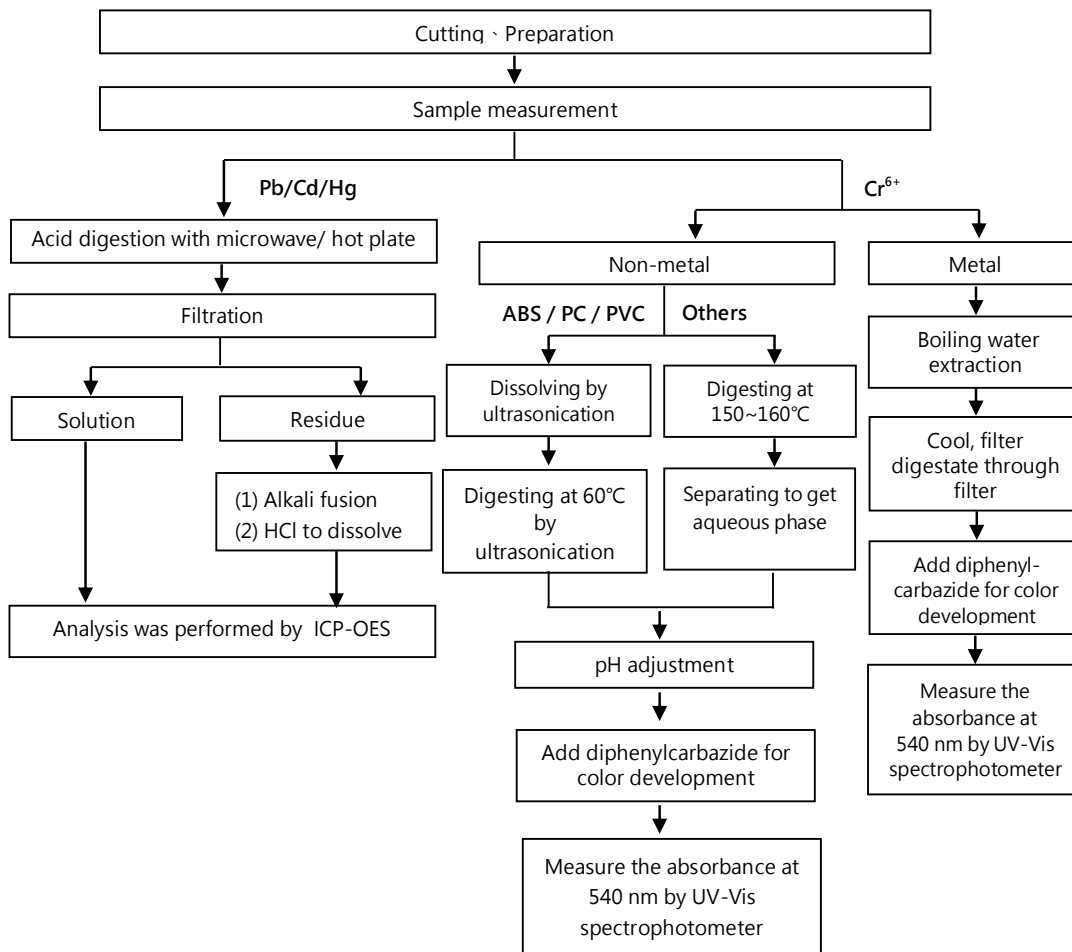 Cutting、Preparation
Sample measurement
Pb/Cd/Hg
Cr⁶⁺
Acid digestion with microwave/ hot plate
Filtration
Solution
Residue
(1) Alkali fusion
(2) HCl to dissolve
Analysis was performed by ICP-OES
Non-metal
ABS / PC / PVC
Others
Dissolving by
ultrasonication
Digesting at
150~160℃
Digesting at 60℃
by
ultrasonication
Separating to get
aqueous phase
pH adjustment
Add diphenylcarbazide for
color development
Measure the absorbance at
540 nm by UV-Vis
spectrophotometer
Metal
Boiling water
extraction
Cool, filter
digestate through
filter
Add diphenyl-
carbazide for color
development
Measure the
absorbance at
540 nm by UV-Vis
spectrophotometer